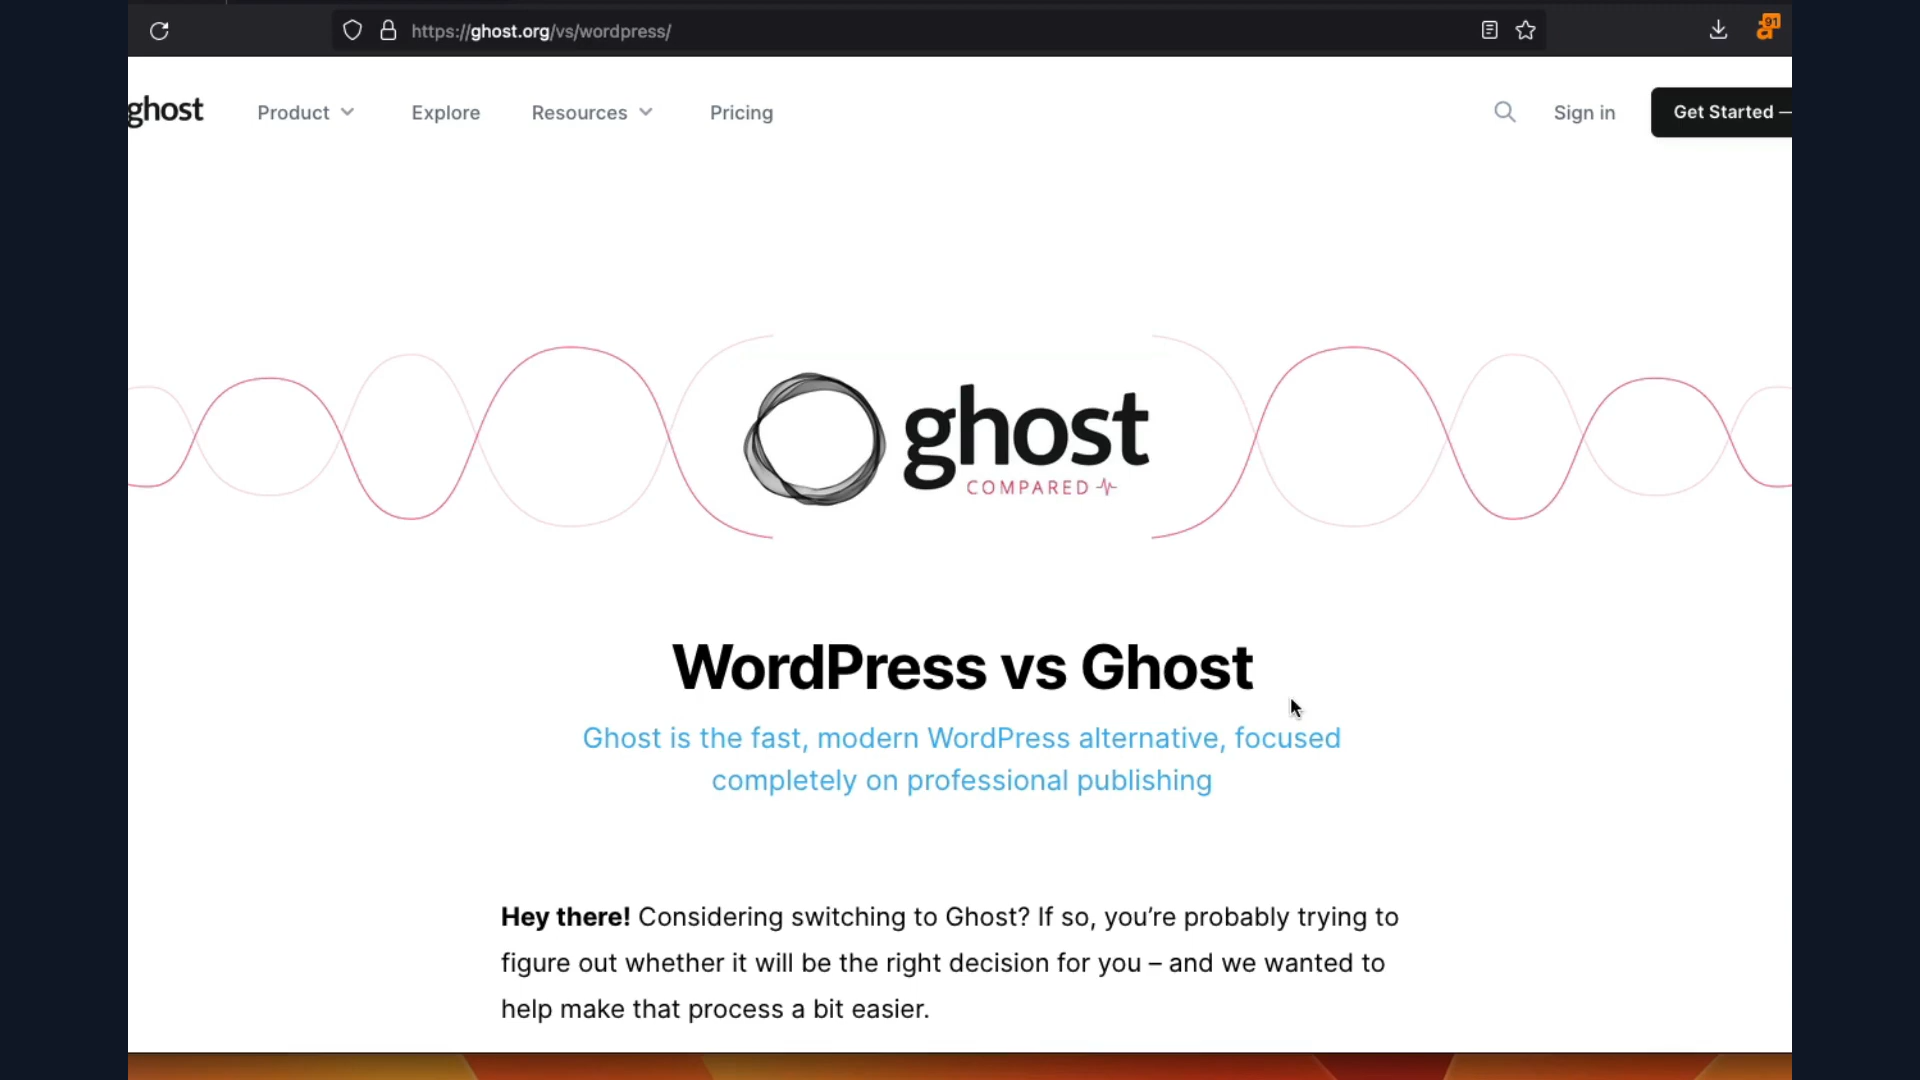 https://ghost.org/vs/wordpress/
91
ghost
Product
Explore
Resources
Pricing
Sign in
Get Started —
ghost
COMPARED
WordPress vs Ghost
Ghost is the fast, modern WordPress alternative, focused
completely on professional publishing
Hey there! Considering switching to Ghost? If so, you’re probably trying to
figure out whether it will be the right decision for you – and we wanted to
help make that process a bit easier.